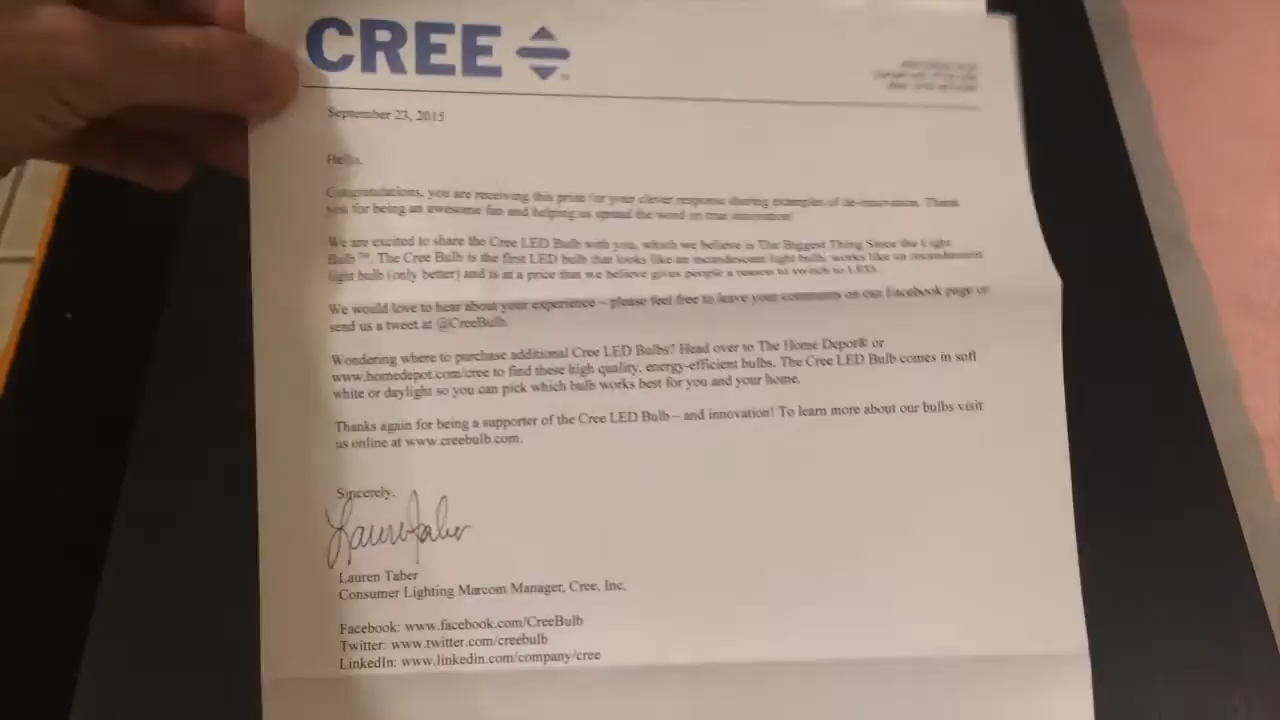 CREE
September 23, 2015
Hello,
Congratulations, you are receiving this prize for your clever response sharing examples of de-innovation. Thank
you for being an awesome fan and helping us spread the word on true innovation!
We are excited to share the Cree LED Bulb with you, which we believe is The Biggest Thing Since the Light
Bulb™. The Cree Bulb is the first LED bulb that looks like an incandescent light bulb, works like an incandescent
light bulb (only better) and is at a price that we believe gives people a reason to switch to LEDs.
We would love to hear about your experience – please feel free to leave your comments on our Facebook page or
send us a tweet at @CreeBulb.
Wondering where to purchase additional Cree LED Bulbs? Head over to The Home Depot® or
www.homedepot.com/cree to find these high quality, energy-efficient bulbs. The Cree LED Bulb comes in soft
white or daylight so you can pick which bulb works best for you and your home.
Thanks again for being a supporter of the Cree LED Bulb – and innovation! To learn more about our bulbs visit
us online at www.creebulb.com.
Sincerely,
Lauren Taber
Lauren Taber
Consumer Lighting Marcom Manager, Cree, Inc.
Facebook: www.facebook.com/CreeBulb
Twitter: www.twitter.com/creebulb
LinkedIn: www.linkedin.com/company/cree